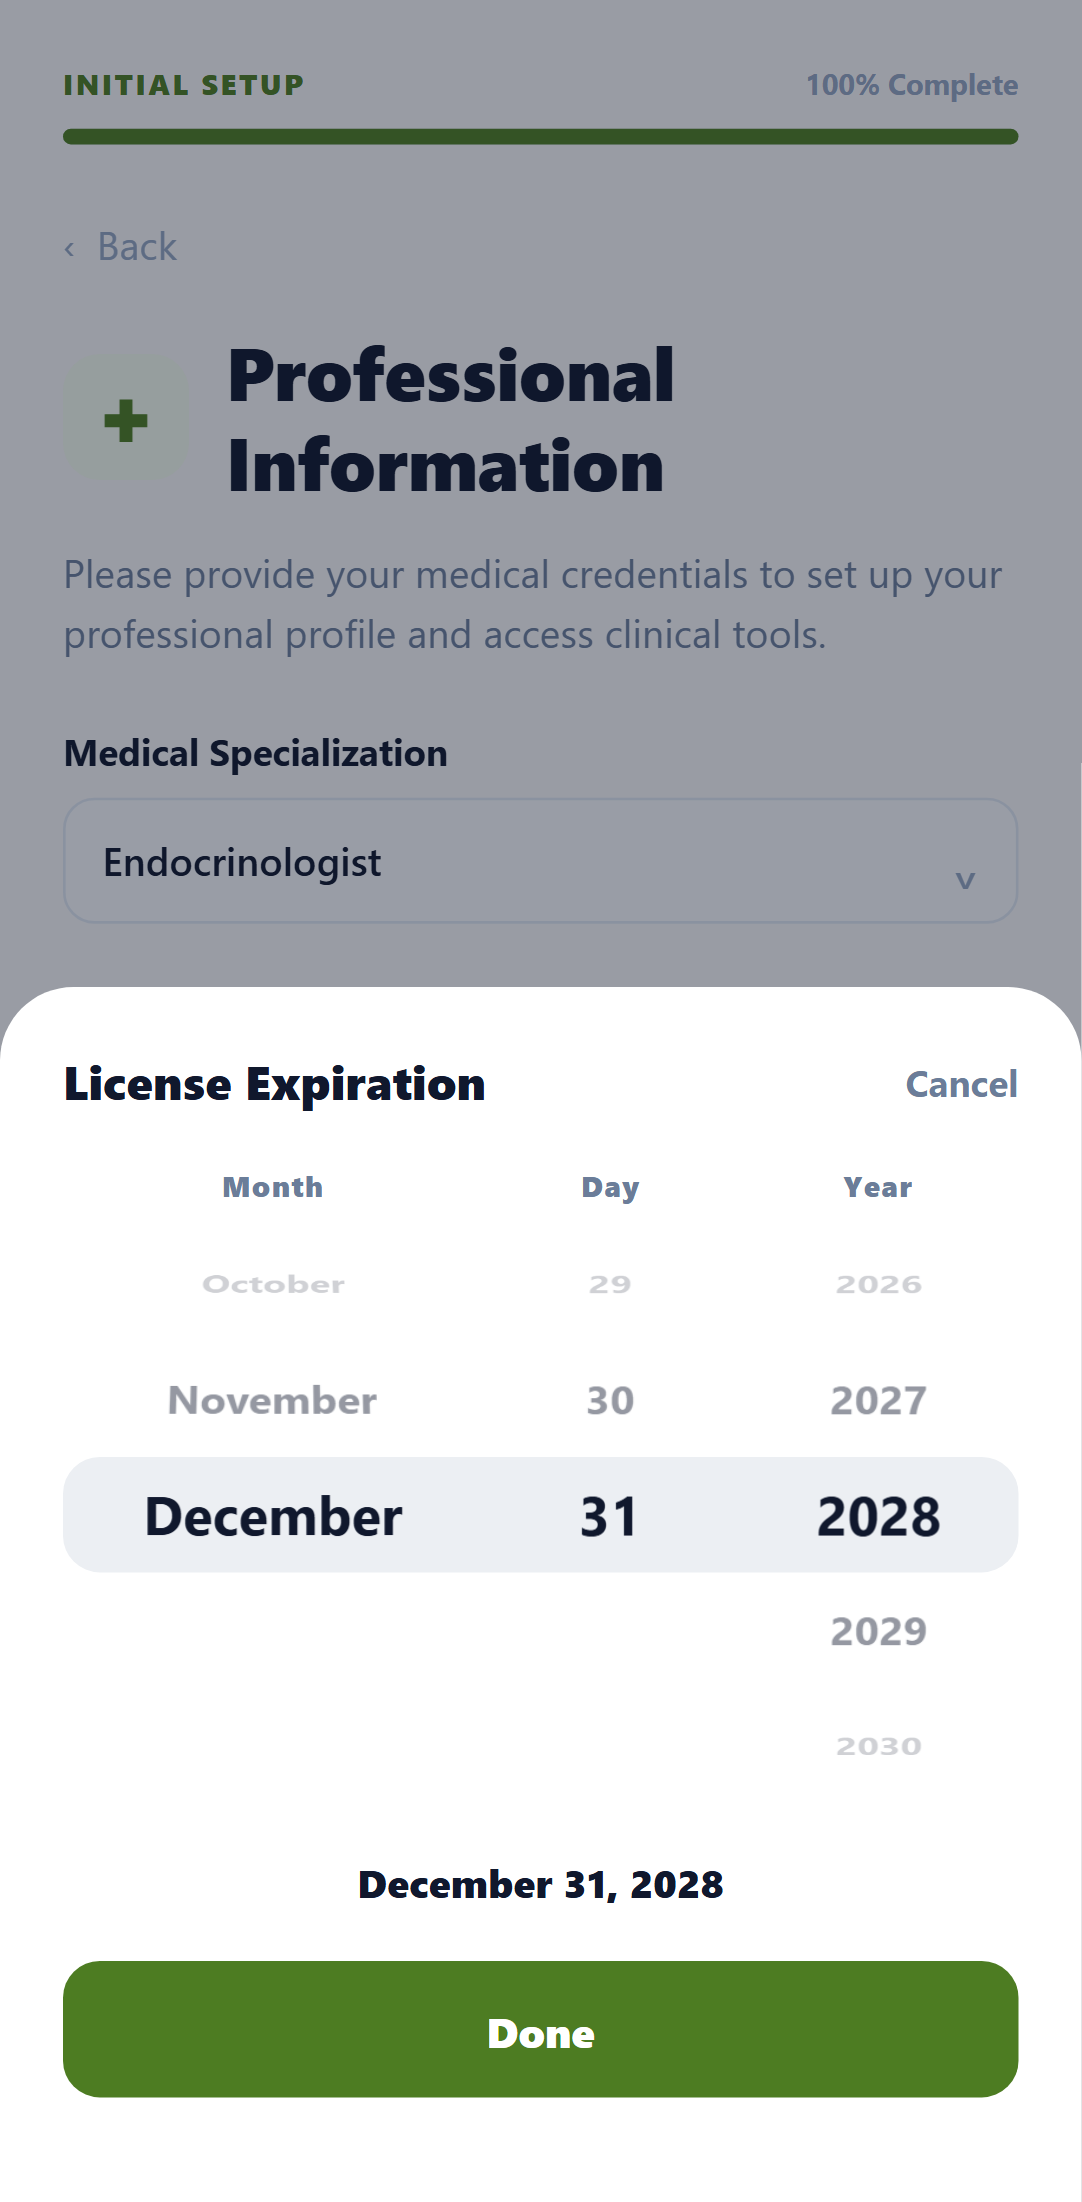 INITIAL SETUP
100% Complete
‹ Back
Professional
Information
Please provide your medical credentials to set up your
professional profile and access clinical tools.
Medical Specialization
Endocrinologist
License Expiration
Cancel
Month Day Year
October 29 2026
November 30 2027
December 31 2028
2029
2030
December 31, 2028
Done